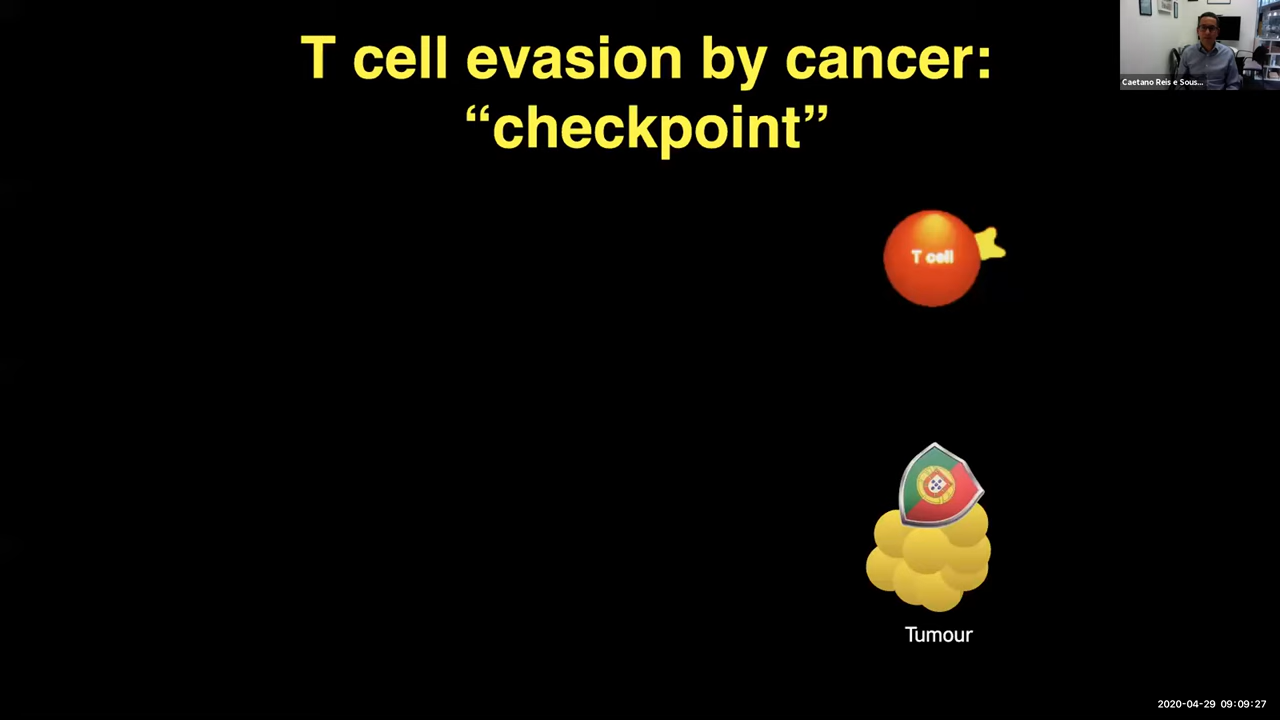 T cell evasion by cancer:
“checkpoint”
Caetano Reis e Sous...
T cell
Tumour
2020-04-29 09:09:27